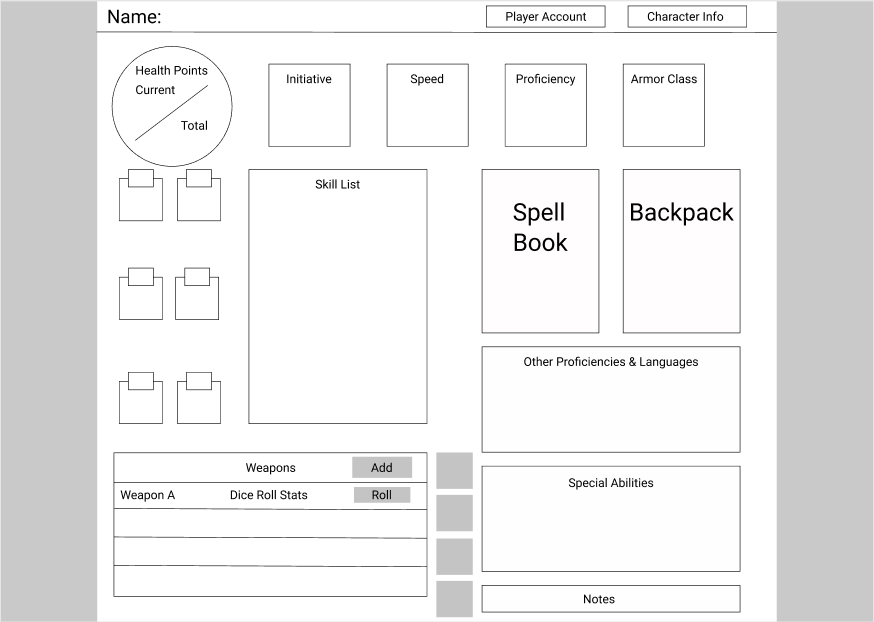 Name:
Player Account
Character Info
Health Points
Current
Total
Initiative
Speed
Proficiency
Armor Class
Skill List
Spell
Book
Backpack
Other Proficiencies & Languages
Weapons
Add
Weapon A
Dice Roll Stats
Roll
Special Abilities
Notes